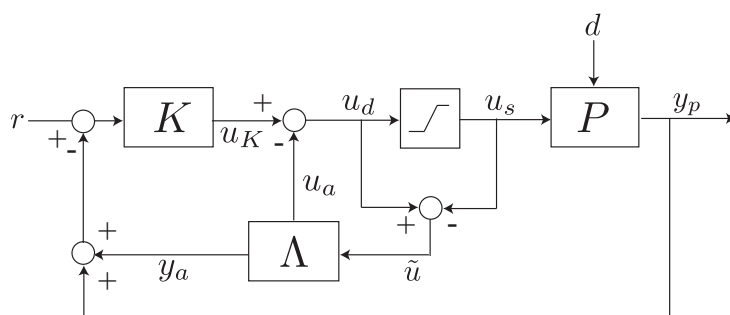 d
r
+
-
K
u_K
+
-
u_d
u_s
P
y_p
u_a
+
-
+
+
y_a
Λ
ũ